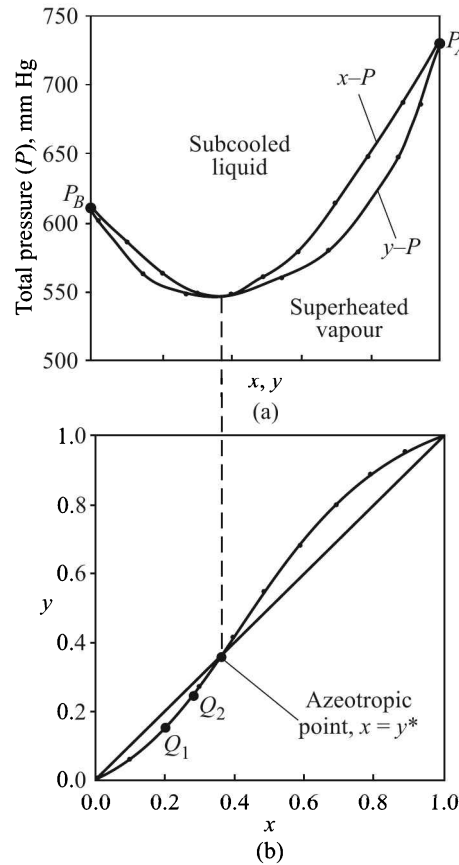 750
P_A
x–P
700
Total pressure (P), mm Hg
Subcooled
liquid
650
P_B
y–P
600
Superheated
vapour
550
500
x, y
(a)
1.0
0.8
0.6
y
0.4
Azeotropic
point, x = y*
Q_2
0.2
Q_1
0.0
0.0 0.2 0.4 0.6 0.8 1.0
x
(b)